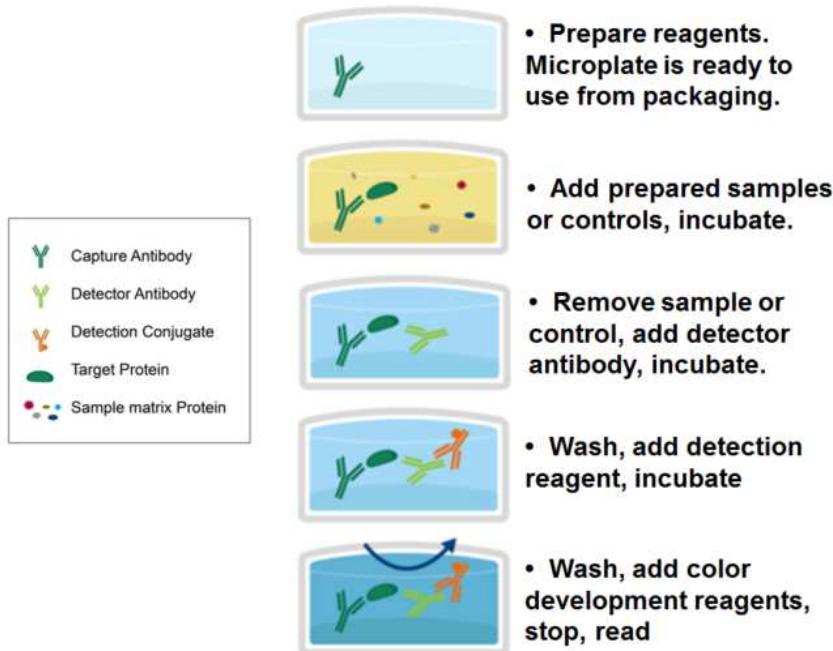 • Prepare reagents.
Microplate is ready to
use from packaging.
• Add prepared samples
or controls, incubate.
Capture Antibody
Detector Antibody
Detection Conjugate
Target Protein
Sample matrix Protein
• Remove sample or
control, add detector
antibody, incubate.
• Wash, add detection
reagent, incubate
• Wash, add color
development reagents,
stop, read